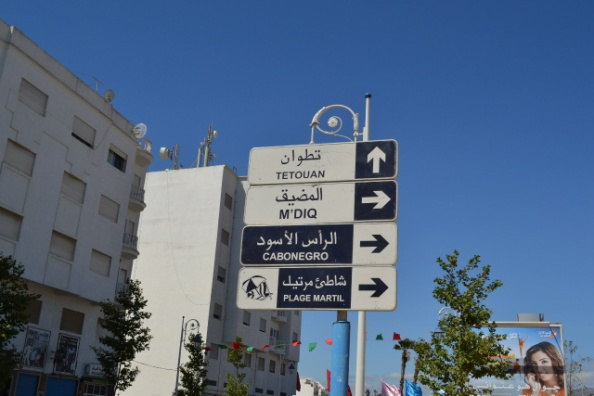 تطوان
TETOUAN
المضيق
M'DIQ
الرأس الأسود
CABONEGRO
شاطئ مرتيل
PLAGE MARTIL